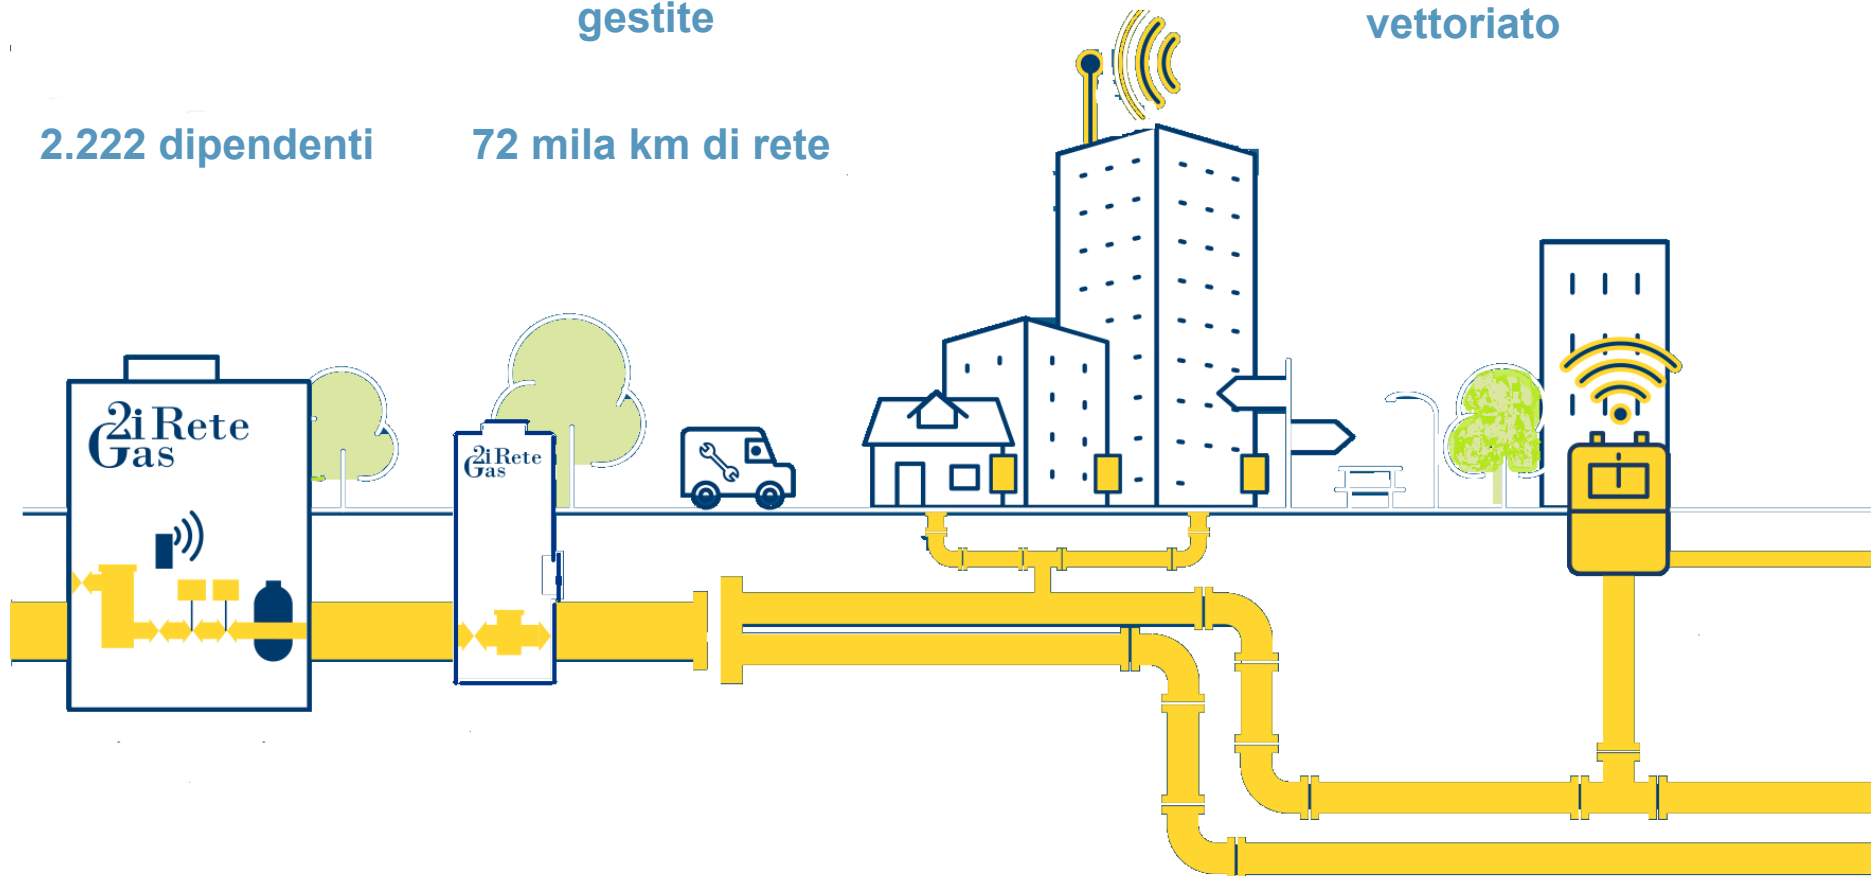 gestite
vettoriato
2.222 dipendenti
72 mila km di rete
2i Rete
Gas
2i Rete
Gas